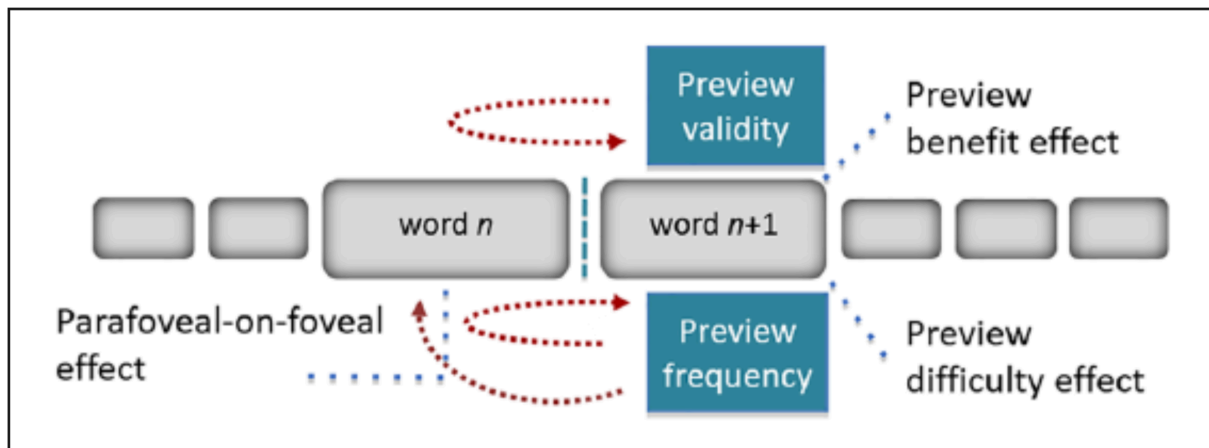 Preview
validity
Preview
benefit effect
word n
word n+1
Parafoveal-on-foveal
effect
Preview
frequency
Preview
difficulty effect